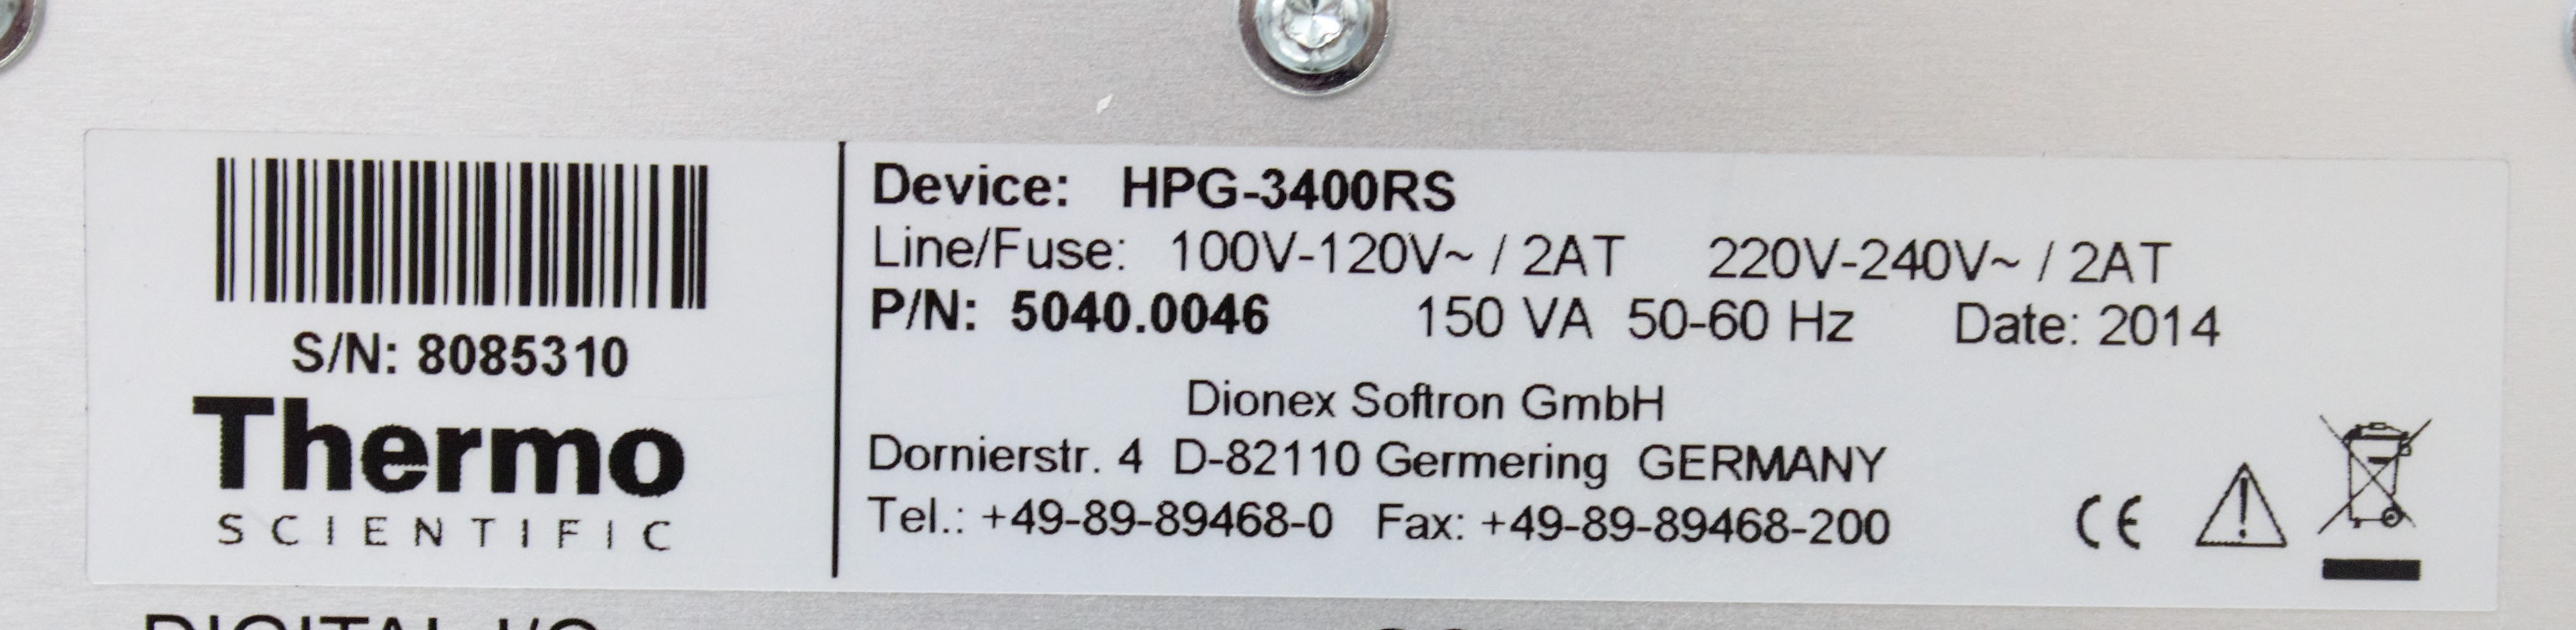 S/N: 8085310
Thermo
SCIENTIFIC
Device: HPG-3400RS
Line/Fuse: 100V-120V~ / 2AT 220V-240V~ / 2AT
P/N: 5040.0046 150 VA 50-60 Hz Date: 2014
Dionex Softron GmbH
Dornierstr. 4 D-82110 Germering GERMANY
Tel.: +49-89-89468-0 Fax: +49-89-89468-200
CE
DIGITAL I/O